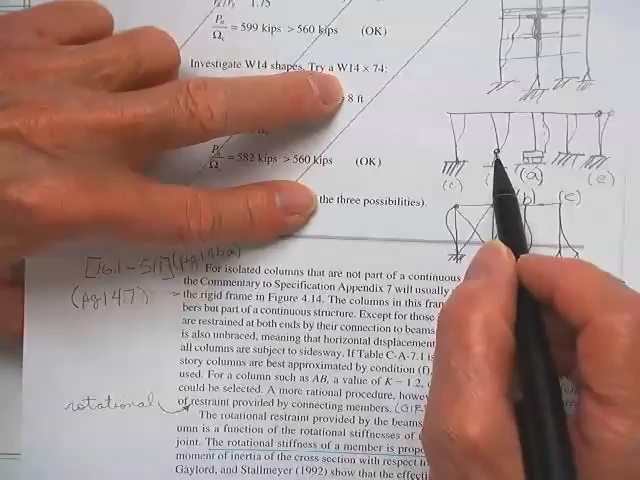 P / Ω = 599 kips > 560 kips (OK)
Investigate W14 shapes. Try a W14 × 74:
8 ft
P / Ω = 582 kips > 560 kips (OK)
the three possibilities).
(c) (a) (e)
(b) (c)
For isolated columns that are not part of a continuous
(pg147) the Commentary to Specification Appendix 7 will usually
the rigid frame in Figure 4.14. The columns in this fram
bers but part of a continuous structure. Except for those
are restrained at both ends by their connection to beams
is also unbraced, meaning that horizontal displacement
all columns are subject to sidesway. If Table C-A-7.1 is
story columns are best approximated by condition (f),
used. For a column such as AB, a value of K = 1.2,
could be selected. A more rational procedure, howev
rotational of restraint provided by connecting members.
The rotational restraint provided by the beams
umn is a function of the rotational stiffnesses of
joint. The rotational stiffness of a member is prop
moment of inertia of the cross section with respect to
Gaylord, and Stallmeyer (1992) show that the effecti